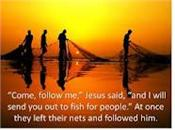 "Come, follow me," Jesus said, "and I will
send you out to fish for people." At once
they left their nets and followed him.